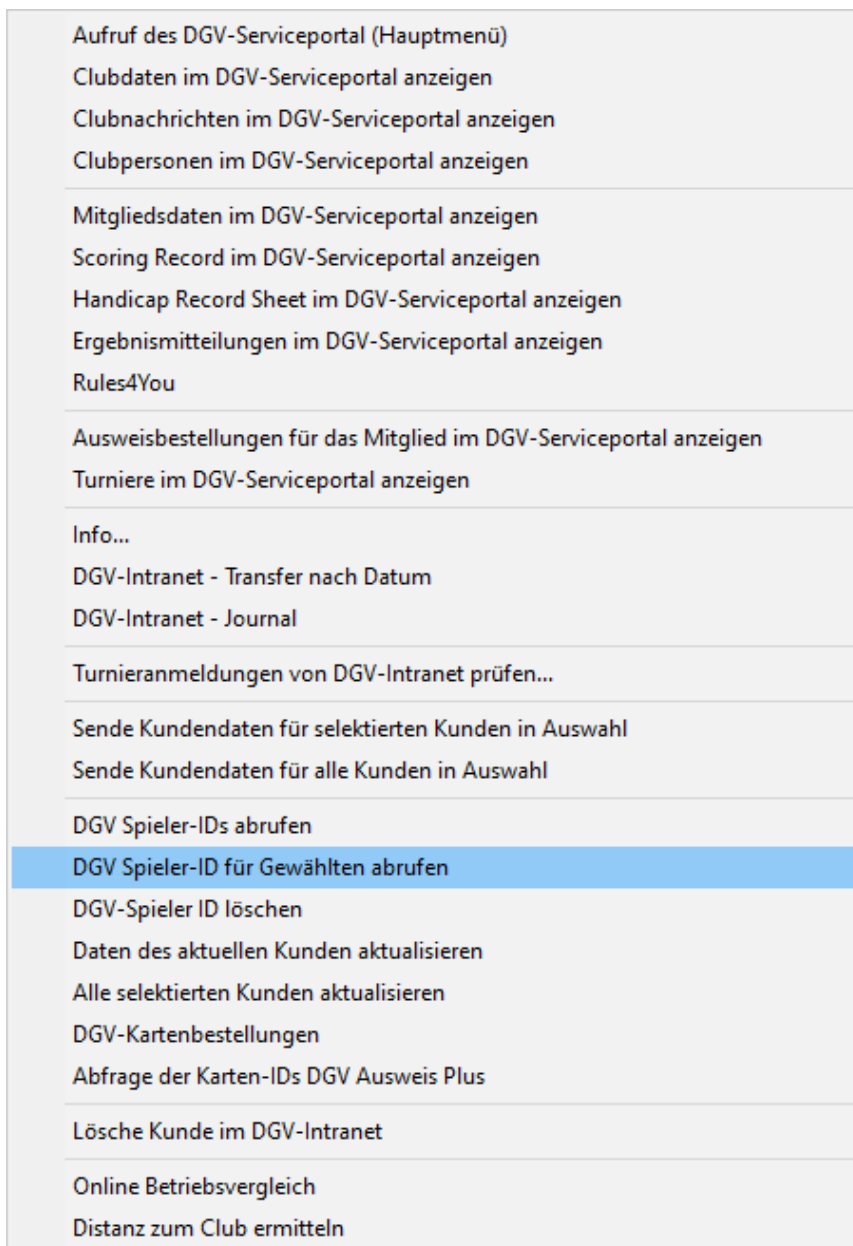 Aufruf des DGV-Serviceportal (Hauptmenü)
Clubdaten im DGV-Serviceportal anzeigen
Clubnachrichten im DGV-Serviceportal anzeigen
Clubpersonen im DGV-Serviceportal anzeigen
Mitgliedsdaten im DGV-Serviceportal anzeigen
Scoring Record im DGV-Serviceportal anzeigen
Handicap Record Sheet im DGV-Serviceportal anzeigen
Ergebnismitteilungen im DGV-Serviceportal anzeigen
Rules4You
Ausweisbestellungen für das Mitglied im DGV-Serviceportal anzeigen
Turniere im DGV-Serviceportal anzeigen
Info...
DGV-Intranet - Transfer nach Datum
DGV-Intranet - Journal
Turnieranmeldungen von DGV-Intranet prüfen...
Sende Kundendaten für selektierten Kunden in Auswahl
Sende Kundendaten für alle Kunden in Auswahl
DGV Spieler-IDs abrufen
DGV Spieler-ID für Gewählten abrufen
DGV-Spieler ID löschen
Daten des aktuellen Kunden aktualisieren
Alle selektierten Kunden aktualisieren
DGV-Kartenbestellungen
Abfrage der Karten-IDs DGV Ausweis Plus
Lösche Kunde im DGV-Intranet
Online Betriebsvergleich
Distanz zum Club ermitteln